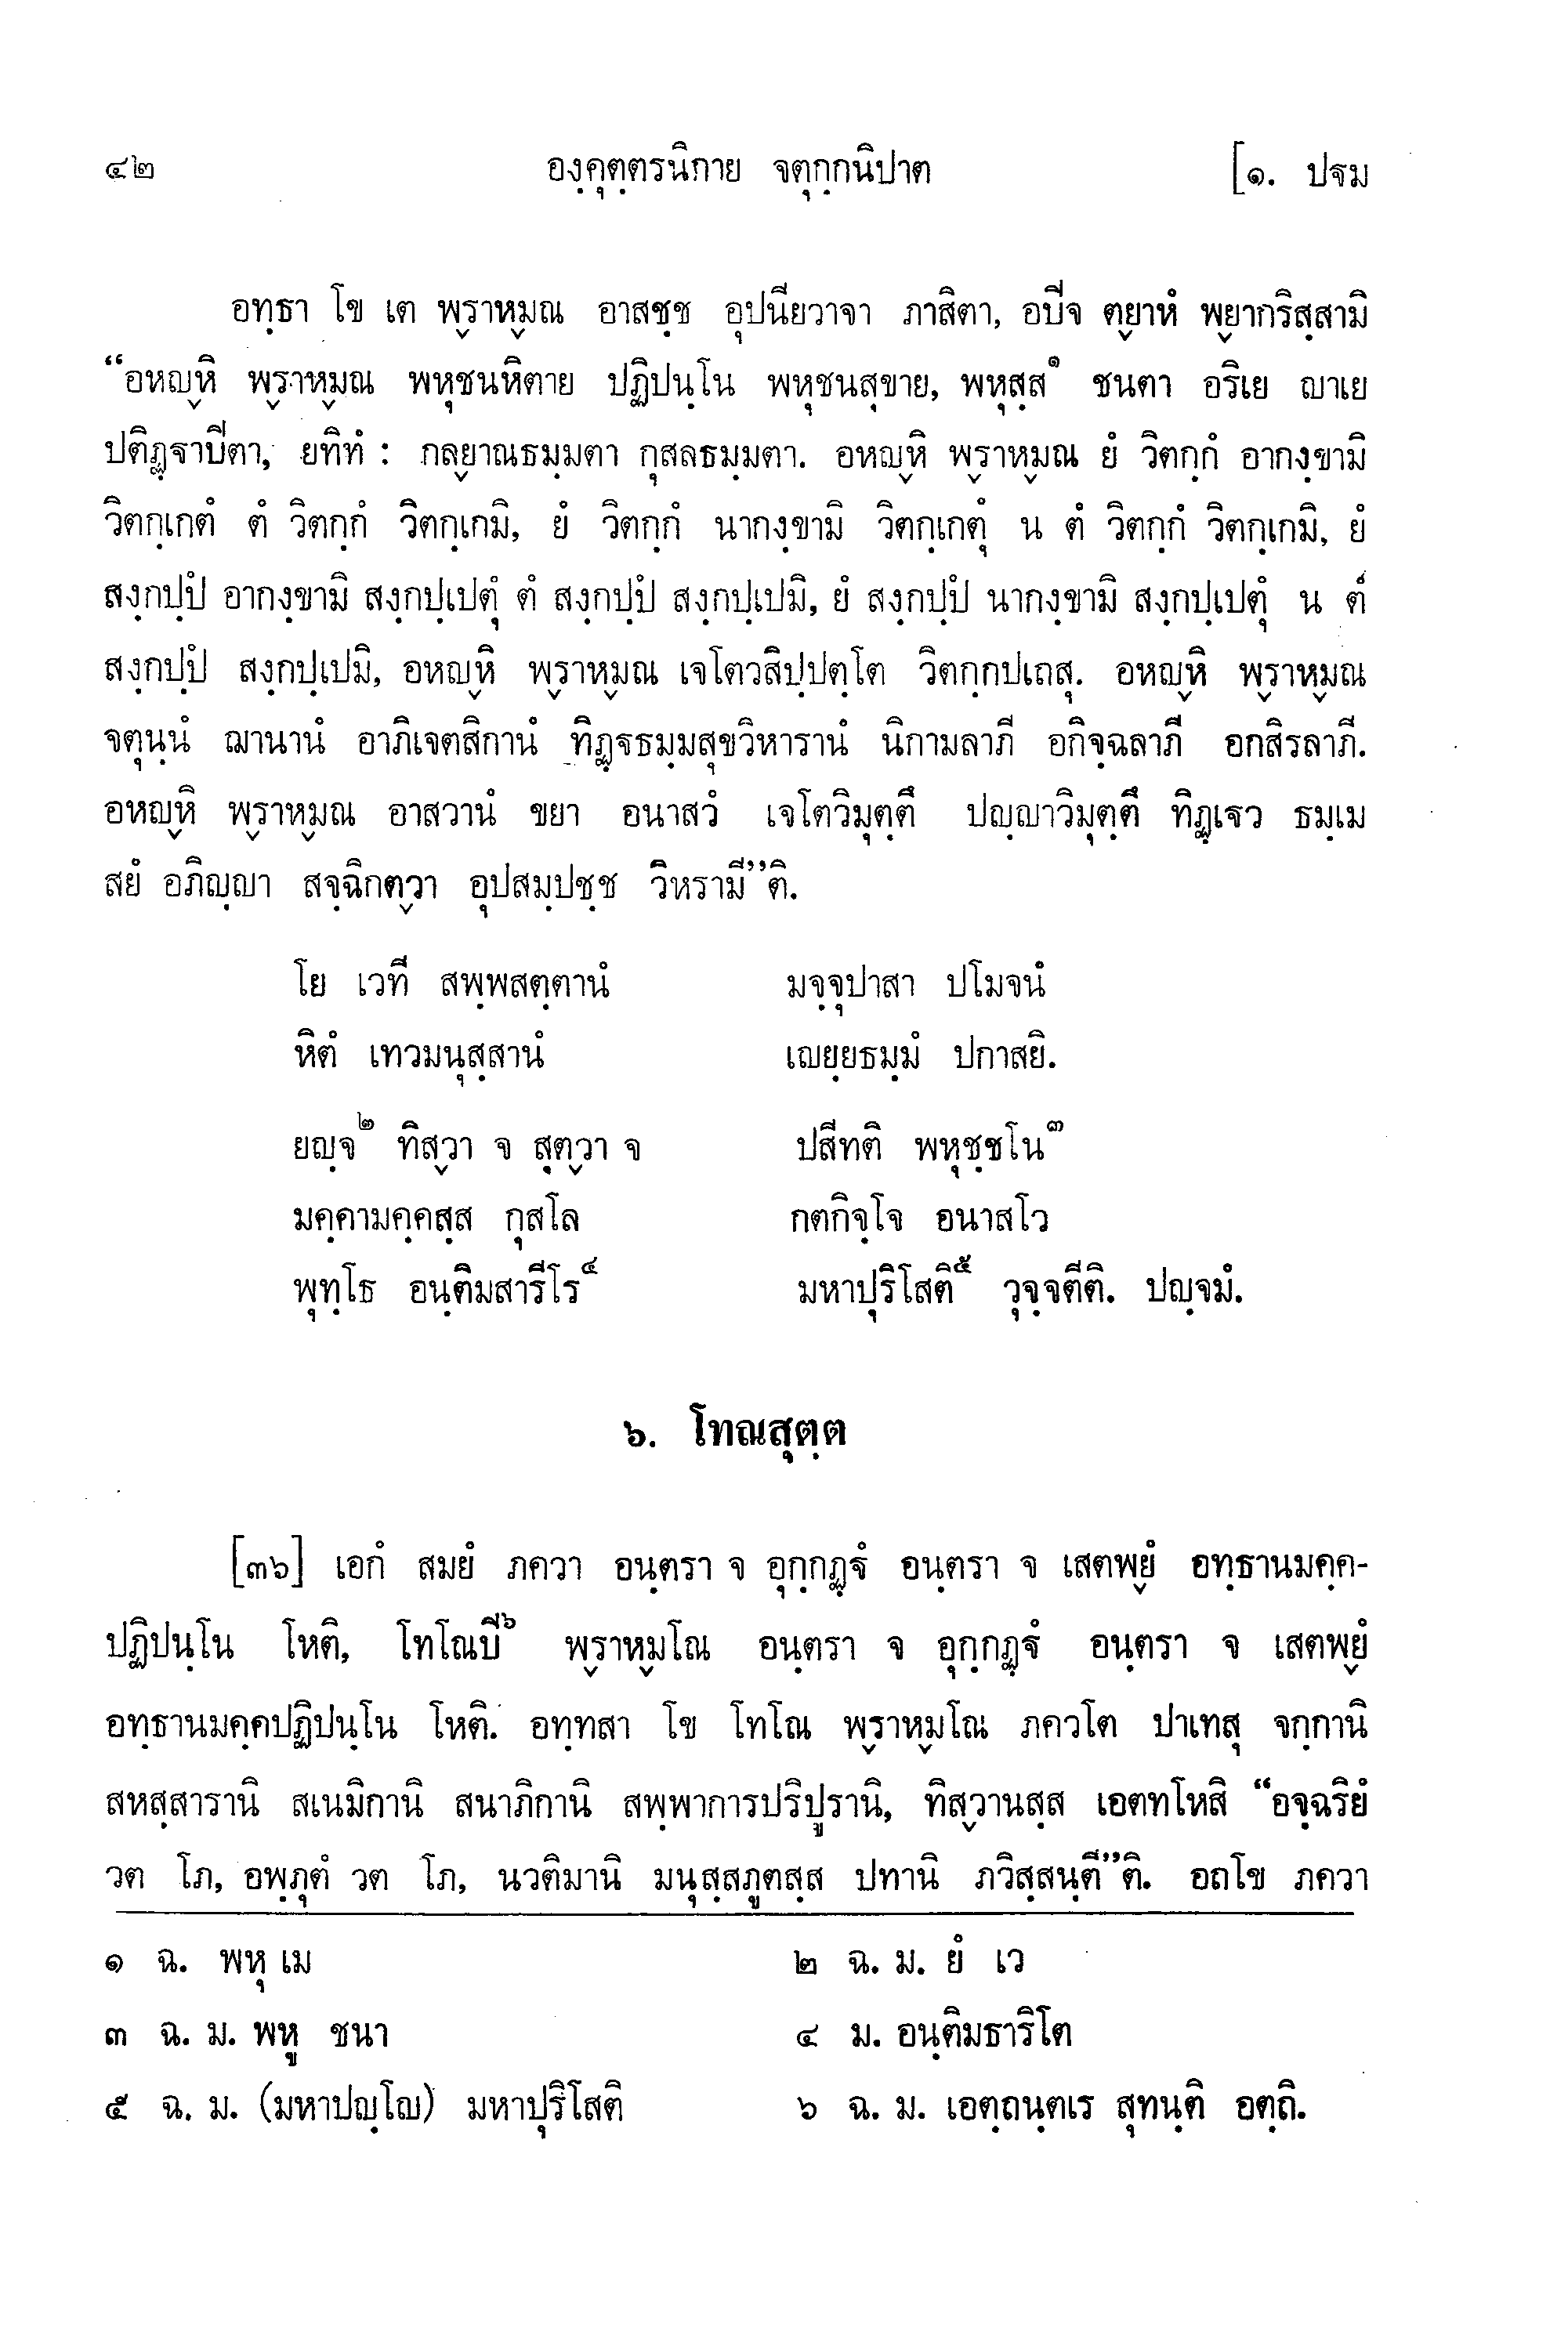 ๔๒ องฺคุตฺตรนิกาย จตุกฺกนิปาต [๑. ปฐม
อทฺธา โข เต พฺราหฺมณ อาสชฺช อุปนียวาจา ภาสิตา, อปิจ ตฺยาหํ พฺยากริสฺสามิ
“อหญฺหิ พฺราหฺมณ พหุชนหิตาย ปฏิปนฺโน พหุชนสุขาย, พหุสฺส๑ ชนตา อริเย ญาเย
ปติฏฺฐาปิตา, ยทิทํ : กลฺยาณธมฺมตา กุสลธมฺมตา. อหญฺหิ พฺราหฺมณ ยํ วิตกฺกํ อากงฺขามิ
วิตกฺเกตํ ตํ วิตกฺกํ วิตกฺเกมิ, ยํ วิตกฺกํ นากงฺขามิ วิตกฺเกตุํ น ตํ วิตกฺกํ วิตกฺเกมิ, ยํ
สงฺกปฺปํ อากงฺขามิ สงฺกปฺเปตุํ ตํ สงฺกปฺปํ สงฺกปฺเปมิ, ยํ สงฺกปฺปํ นากงฺขามิ สงฺกปฺเปตุํ น ตํ
สงฺกปฺปํ สงฺกปฺเปมิ, อหญฺหิ พฺราหฺมณ เจโตวสิปฺปตฺโต วิตกฺกปเถสุ. อหญฺหิ พฺราหฺมณ
จตุนฺนํ ฌานานํ อาภิเจตสิกานํ ทิฏฺฐธมฺมสุขวิหารานํ นิกามลาภี อกิจฺฉลาภี อกสิรลาภี.
อหญฺหิ พฺราหฺมณ อาสวานํ ขยา อนาสวํ เจโตวิมุตฺตึ ปญฺญาวิมุตฺตึ ทิฏฺเฐว ธมฺเม
สยํ อภิญฺญา สจฺฉิกตฺวา อุปสมฺปชฺช วิหรามี”ติ.
โย เวที สพฺพสตฺตานํ มจฺจุปาสา ปโมจนํ
หิตํ เทวมนุสฺสานํ เญยฺยธมฺมํ ปกาสยิ.
ยญฺจ๒ ทิสฺวา จ สุตฺวา จ ปสีทติ พหุชฺชโน๓
มคฺคามคฺคสฺส กุสโล กตกิจฺโจ อนาสโว
พุทฺโธ อนฺติมสารีโร๔ มหาปุริโสติ๕ วุจฺจตีติ. ปญฺจมํ.
๖. โทณสุตฺต
[๓๖] เอกํ สมยํ ภควา อนฺตรา จ อุกฺกฏฺฐํ อนฺตรา จ เสตพฺยํ อทฺธานมคฺค-
ปฏิปนฺโน โหติ, โทโณปิ๖ พฺราหฺมโณ อนฺตรา จ อุกฺกฏฺฐํ อนฺตรา จ เสตพฺยํ
อทฺธานมคฺคปฏิปนฺโน โหติ. อทฺทสา โข โทโณ พฺราหฺมโณ ภควโต ปาเทสุ จกฺกานิ
สหสฺสารานิ สเนมิกานิ สนาภิกานิ สพฺพาการปริปูรานิ, ทิสฺวานสฺส เอตทโหสิ “อจฺฉริยํ
วต โภ, อพฺภุตํ วต โภ, นวติมานิ มนุสฺสภูตสฺส ปทานิ ภวิสฺสนฺตี”ติ. อถโข ภควา
๑ ฉ. พหุ เม ๒ ฉ. ม. ยํ เว
๓ ฉ. ม. พหู ชนา ๔ ม. อนฺติมธาริโต
๕ ฉ. ม. (มหาปญฺโญ) มหาปุริโสติ ๖ ฉ. ม. เอตฺถนฺตเร สุทนฺติ อตฺถิ.